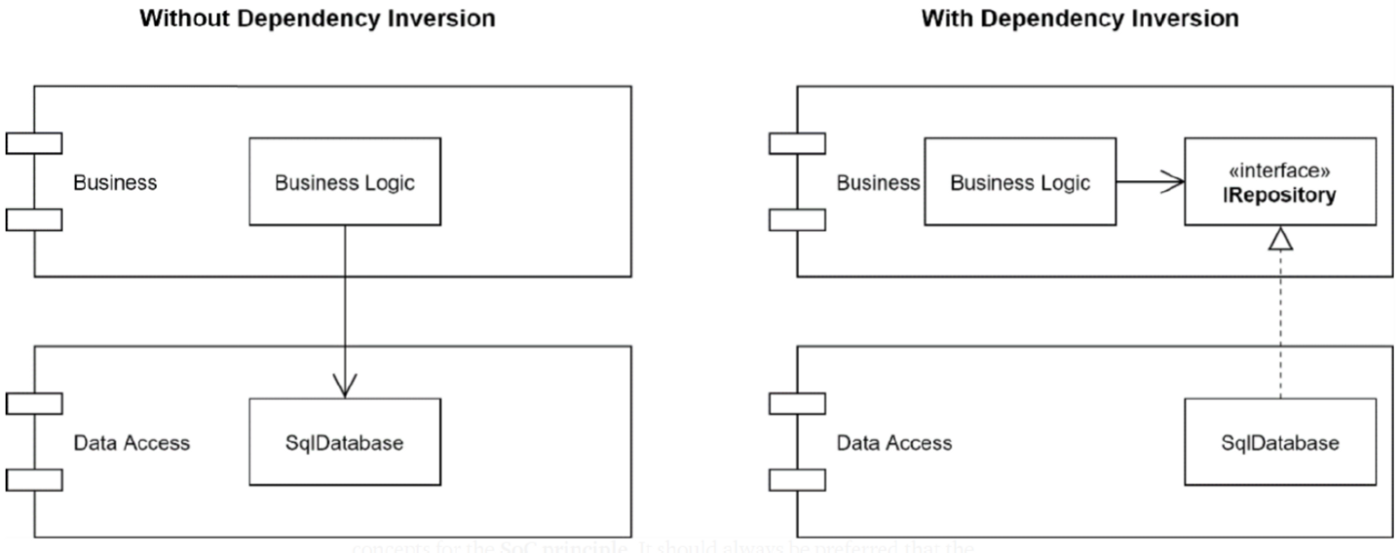 Without Dependency Inversion
Business
Business Logic
Data Access
SqlDatabase
With Dependency Inversion
Business
Business Logic
«interface»
IRepository
Data Access
SqlDatabase
concepts for the SoC principle. It should always be preferred that the